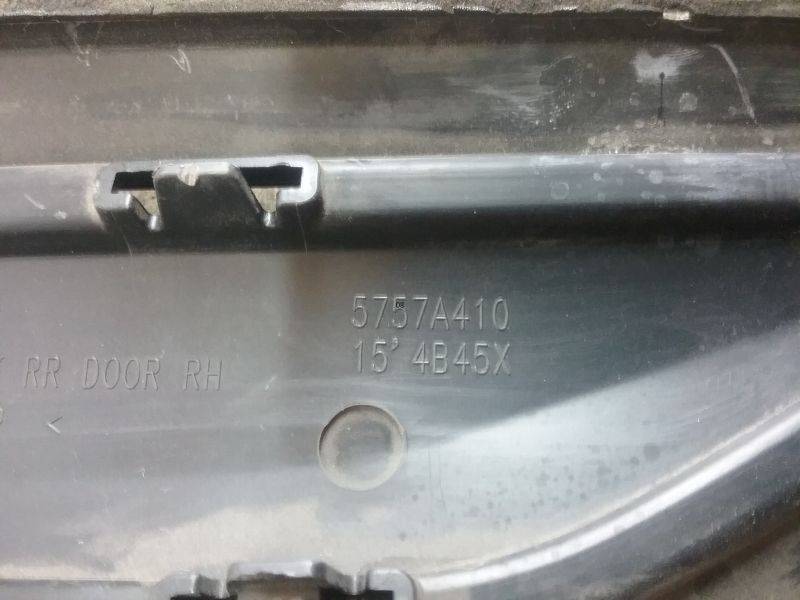 5757A410
15' 4B45X
RR DOOR RH
<